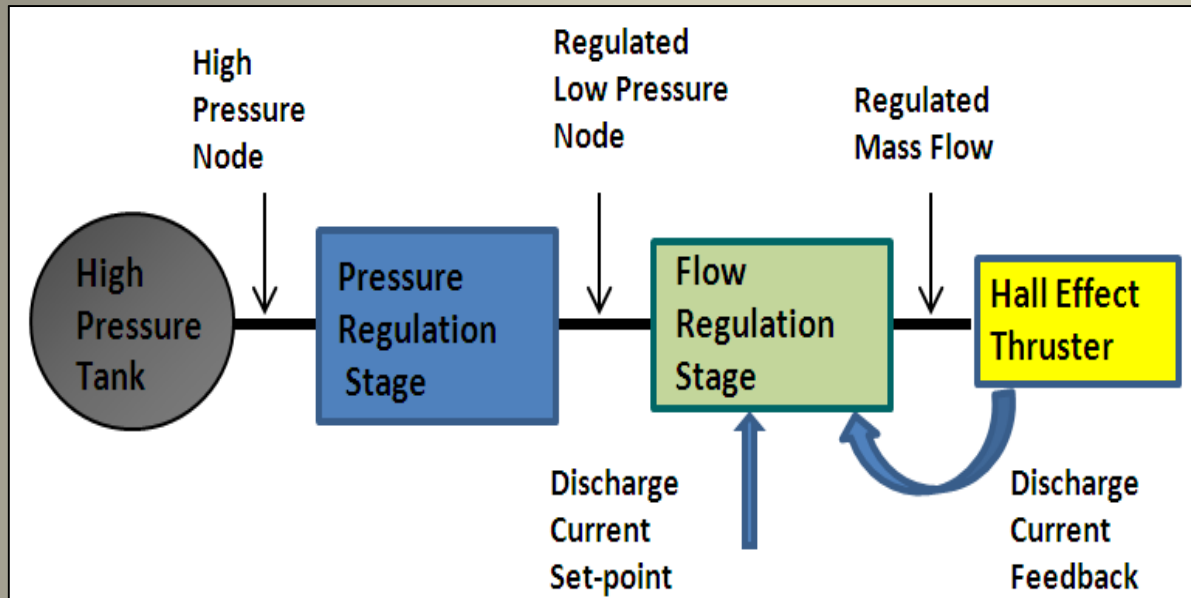 High
Pressure
Node
Regulated
Low Pressure
Node
Regulated
Mass Flow
High
Pressure
Tank
Pressure
Regulation
Stage
Flow
Regulation
Stage
Hall Effect
Thruster
Discharge
Current
Set-point
Discharge
Current
Feedback